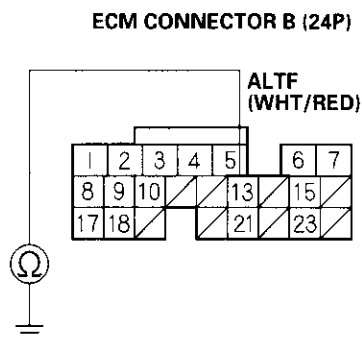 ECM CONNECTOR B (24P)
ALTF
(WHT/RED)
1 2 3 4 5 6 7
8 9 10 13 15
17 18 21 23
Ω